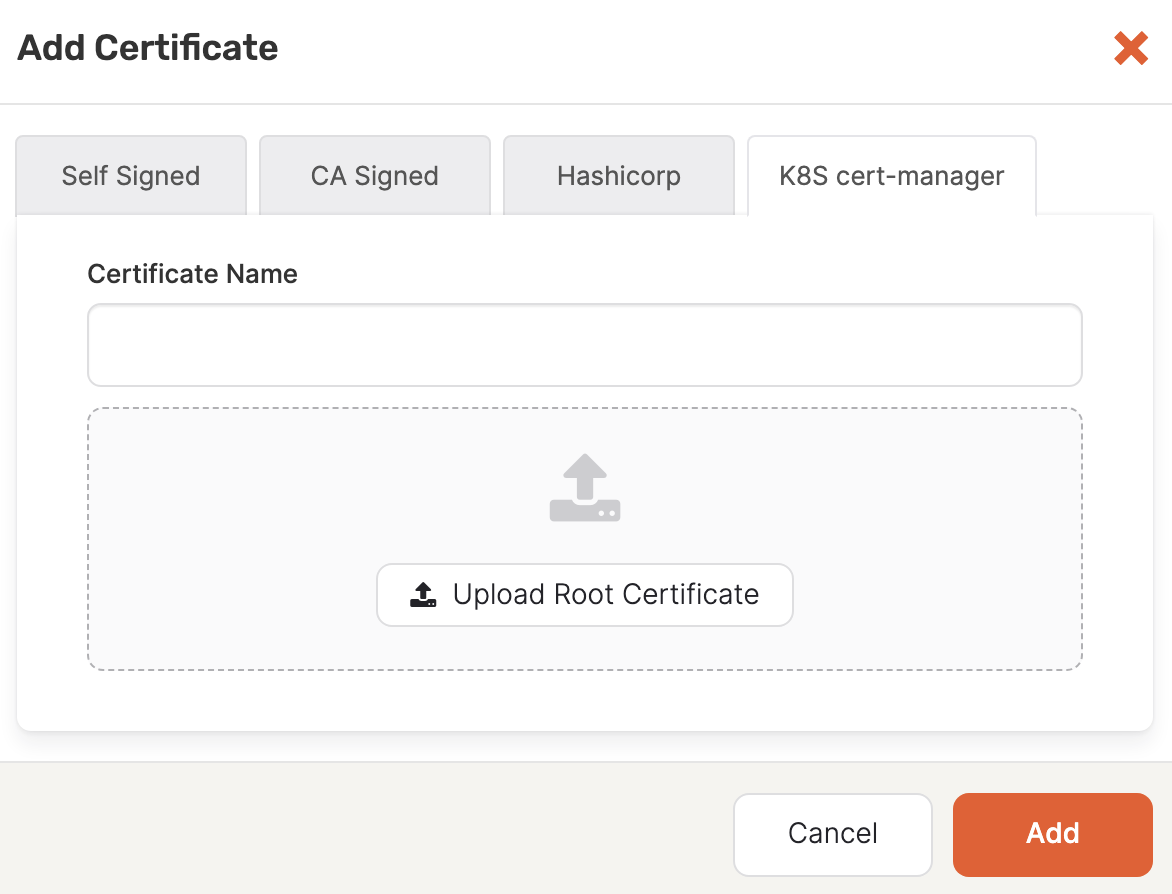 Add Certificate
Self Signed
CA Signed
Hashicorp
K8S cert-manager
Certificate Name
Upload Root Certificate
Cancel
Add